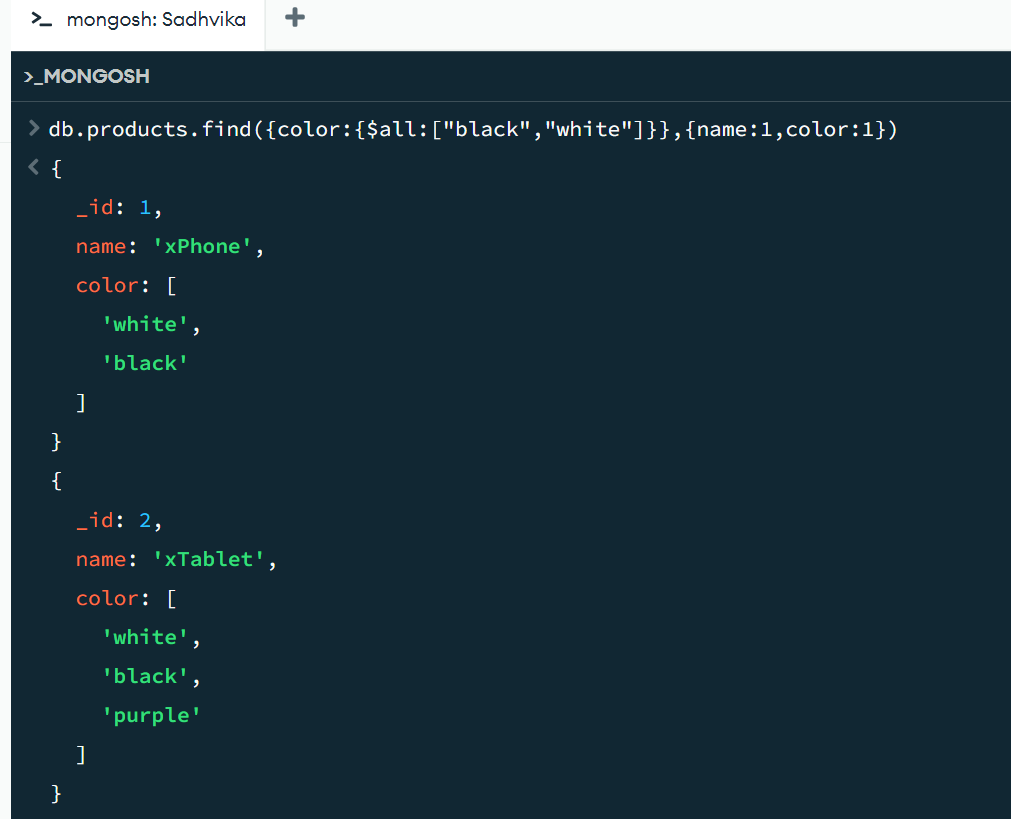 >_ mongosh: Sadhvika +
>_MONGOSH
> db.products.find({color:{$all:["black","white"]}},{name:1,color:1})
< {
_id: 1,
name: 'xPhone',
color: [
'white',
'black'
]
}
{
_id: 2,
name: 'xTablet',
color: [
'white',
'black',
'purple'
]
}